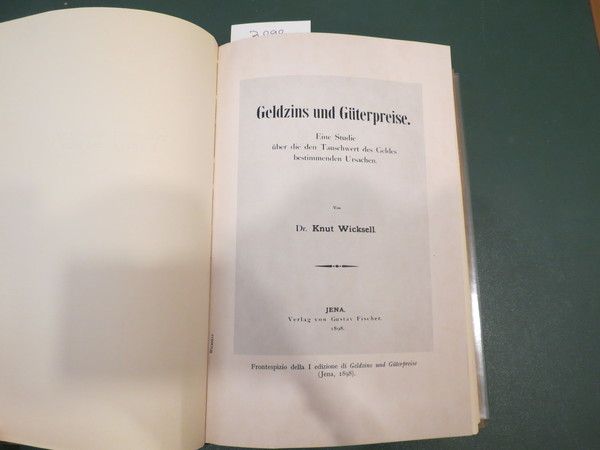 Geldzins und Güterpreise.
Eine Studie
über die den Tauschwert des Geldes
bestimmenden Ursachen.
Von
Dr. Knut Wicksell.
JENA.
Verlag von Gustav Fischer.
1898.
Frontespizio della I edizione di Geldzins und Güterpreise
(Jena, 1898).